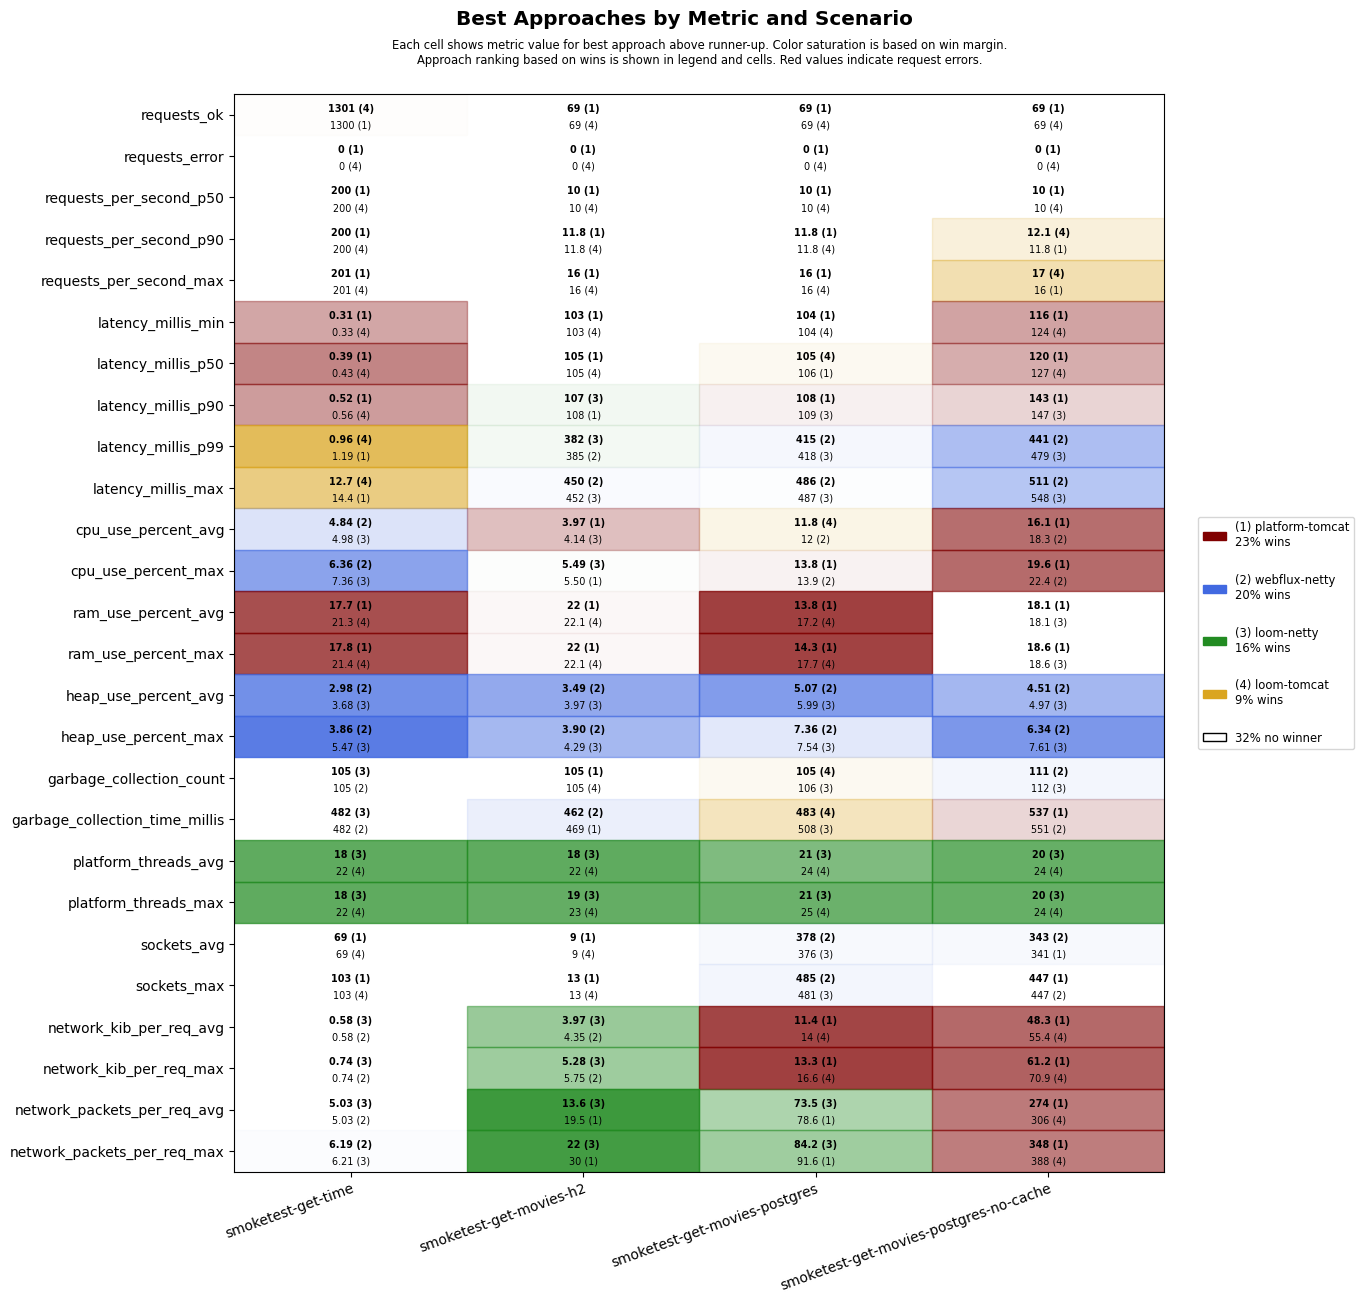 Best Approaches by Metric and Scenario
Each cell shows metric value for best approach above runner-up. Color saturation is based on win margin.
Approach ranking based on wins is shown in legend and cells. Red values indicate request errors.
requests_ok
1301 (4) 69 (1) 69 (1) 69 (1)
1300 (1) 69 (4) 69 (4) 69 (4)
requests_error
0 (1) 0 (1) 0 (1) 0 (1)
0 (4) 0 (4) 0 (4) 0 (4)
requests_per_second_p50
200 (1) 10 (1) 10 (1) 10 (1)
200 (4) 10 (4) 10 (4) 10 (4)
requests_per_second_p90
200 (1) 11.8 (1) 11.8 (1) 12.1 (4)
200 (4) 11.8 (4) 11.8 (4) 11.8 (1)
requests_per_second_max
201 (1) 16 (1) 16 (1) 17 (4)
201 (4) 16 (4) 16 (4) 16 (1)
latency_millis_min
0.31 (1) 103 (1) 104 (1) 116 (1)
0.33 (4) 103 (4) 104 (4) 124 (4)
latency_millis_p50
0.39 (1) 105 (1) 105 (4) 120 (1)
0.43 (4) 105 (4) 106 (1) 127 (4)
latency_millis_p90
0.52 (1) 107 (3) 108 (1) 143 (1)
0.56 (4) 108 (1) 109 (3) 147 (3)
latency_millis_p99
0.96 (4) 382 (3) 415 (2) 441 (2)
1.19 (1) 385 (2) 418 (3) 479 (3)
latency_millis_max
12.7 (4) 450 (2) 486 (2) 511 (2)
14.4 (1) 452 (3) 487 (3) 548 (3)
cpu_use_percent_avg
4.84 (2) 3.97 (1) 11.8 (4) 16.1 (1)
4.98 (3) 4.14 (3) 12 (2) 18.3 (2)
cpu_use_percent_max
6.36 (2) 5.49 (3) 13.8 (1) 19.6 (1)
7.36 (3) 5.50 (1) 13.9 (2) 22.4 (2)
ram_use_percent_avg
17.7 (1) 22 (1) 13.8 (1) 18.1 (1)
21.3 (4) 22.1 (4) 17.2 (4) 18.1 (3)
ram_use_percent_max
17.8 (1) 22 (1) 14.3 (1) 18.6 (1)
21.4 (4) 22.1 (4) 17.7 (4) 18.6 (3)
heap_use_percent_avg
2.98 (2) 3.49 (2) 5.07 (2) 4.51 (2)
3.68 (3) 3.97 (3) 5.99 (3) 4.97 (3)
heap_use_percent_max
3.86 (2) 3.90 (2) 7.36 (2) 6.34 (2)
5.47 (3) 4.29 (3) 7.54 (3) 7.61 (3)
garbage_collection_count
105 (3) 105 (1) 105 (4) 111 (2)
105 (2) 105 (4) 106 (3) 112 (3)
garbage_collection_time_millis
482 (3) 462 (2) 483 (4) 537 (1)
482 (2) 469 (1) 508 (3) 551 (2)
platform_threads_avg
18 (3) 18 (3) 21 (3) 20 (3)
22 (4) 22 (4) 24 (4) 24 (4)
platform_threads_max
18 (3) 19 (3) 21 (3) 20 (3)
22 (4) 23 (4) 25 (4) 24 (4)
sockets_avg
69 (1) 9 (1) 378 (2) 343 (2)
69 (4) 9 (4) 376 (3) 341 (1)
sockets_max
103 (1) 13 (1) 485 (2) 447 (1)
103 (4) 13 (4) 481 (3) 447 (2)
network_kib_per_req_avg
0.58 (3) 3.97 (3) 11.4 (1) 48.3 (1)
0.58 (2) 4.35 (2) 14 (4) 55.4 (4)
network_kib_per_req_max
0.74 (3) 5.28 (3) 13.3 (1) 61.2 (1)
0.74 (2) 5.75 (2) 16.6 (4) 70.9 (4)
network_packets_per_req_avg
5.03 (3) 13.6 (3) 73.5 (3) 274 (1)
5.03 (2) 19.5 (1) 78.6 (1) 306 (4)
network_packets_per_req_max
6.19 (2) 22 (3) 84.2 (3) 348 (1)
6.21 (3) 30 (1) 91.6 (1) 388 (4)
smoketest-get-time
smoketest-get-movies-h2
smoketest-get-movies-postgres
smoketest-get-movies-postgres-no-cache
(1) platform-tomcat
23% wins
(2) webflux-netty
20% wins
(3) loom-netty
16% wins
(4) loom-tomcat
9% wins
32% no winner